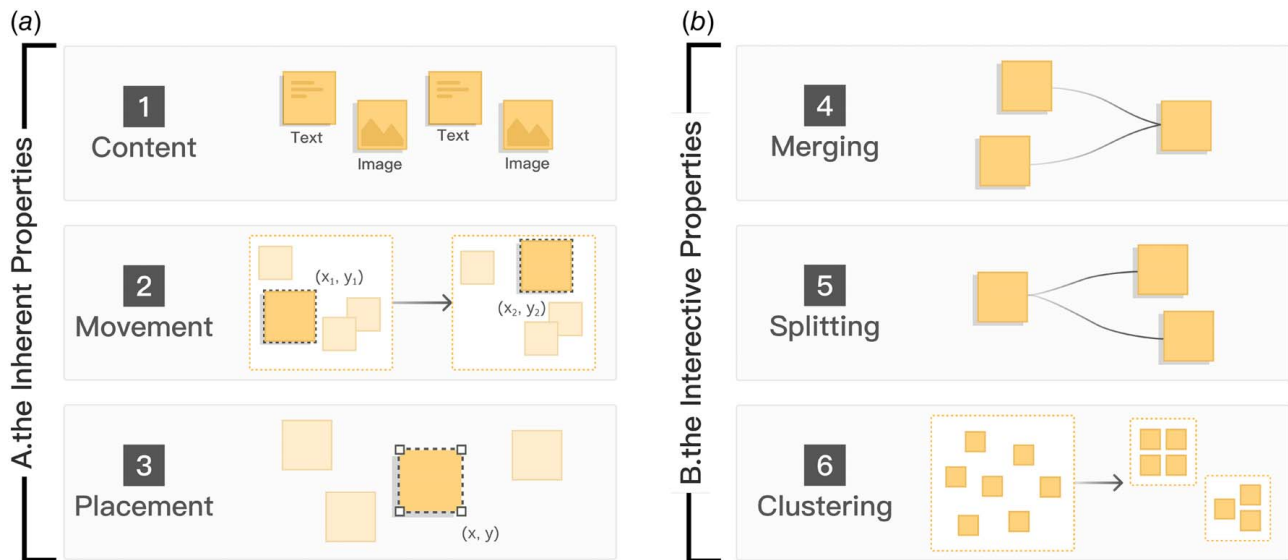 (a)
A.the Inherent Properties
1
Content
Text
Image
Text
Image
2
Movement
(x₁, y₁)
(x₂, y₂)
3
Placement
(x, y)
(b)
B.the Interective Properties
4
Merging
5
Splitting
6
Clustering